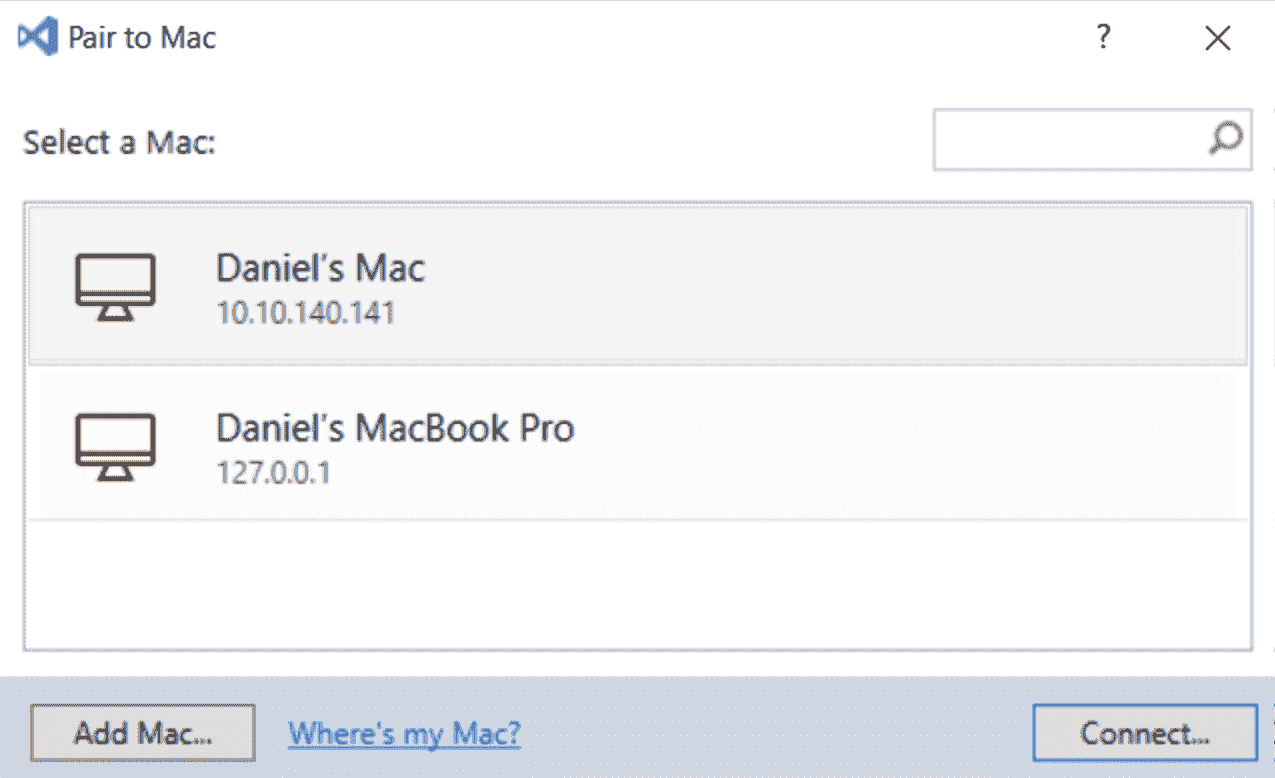 Pair to Mac
?
Select a Mac:
Daniel's Mac
10.10.140.141
Daniel's MacBook Pro
127.0.0.1
Add Mac...
Where's my Mac?
Connect...